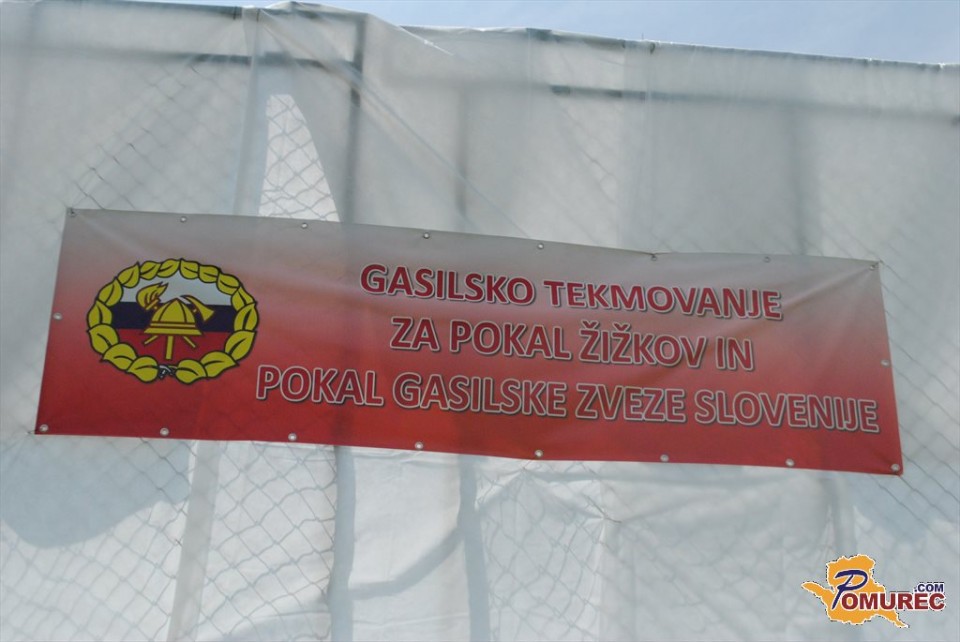 GASILSKO TEKMOVANJE
ZA POKAL ŽIŽKOV IN
POKAL GASILSKE ZVEZE SLOVENIJE
POMUREC.COM